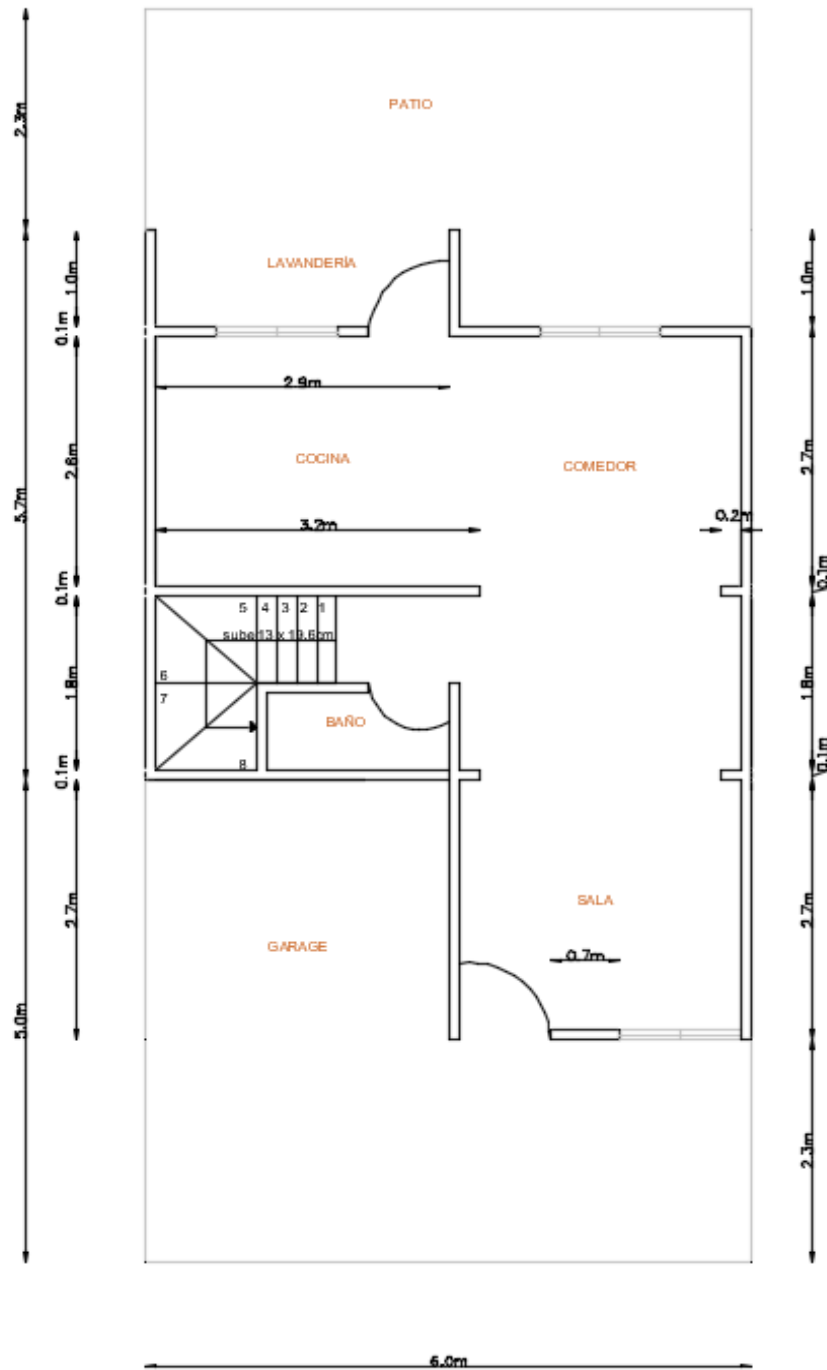 PATIO
2.3m
LAVANDERÍA
1.0m
1.0m
0.1m
2.9m
COCINA
COMEDOR
2.6m
2.7m
5.7m
3.2m
0.2m
0.1m
0.1m
5 4 3 2 1
sube 13 x 19.6cm
6
7
1.8m
1.8m
BAÑO
8
0.1m
0.1m
2.7m
2.7m
SALA
GARAGE
0.7m
5.0m
2.3m
6.0m